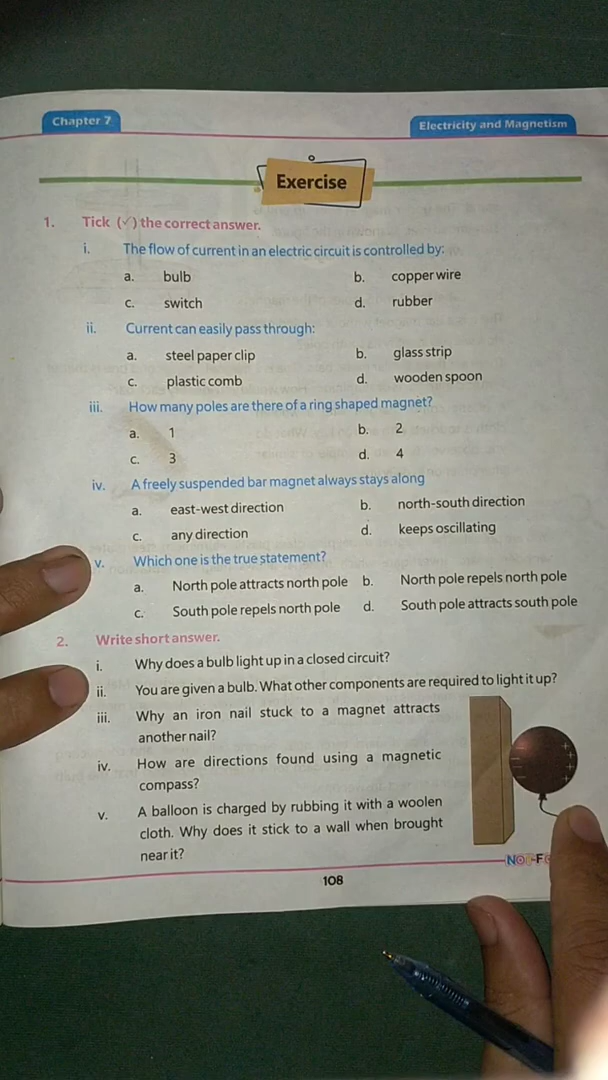 Chapter 7
Electricity and Magnetism
Exercise
1. Tick (✓) the correct answer.
i. The flow of current in an electric circuit is controlled by:
a. bulb b. copper wire
c. switch d. rubber
ii. Current can easily pass through:
a. steel paper clip b. glass strip
c. plastic comb d. wooden spoon
iii. How many poles are there of a ring shaped magnet?
a. 1 b. 2
c. 3 d. 4
iv. A freely suspended bar magnet always stays along
a. east-west direction b. north-south direction
c. any direction d. keeps oscillating
v. Which one is the true statement?
a. North pole attracts north pole b. North pole repels north pole
c. South pole repels north pole d. South pole attracts south pole
2. Write short answer.
i. Why does a bulb light up in a closed circuit?
ii. You are given a bulb. What other components are required to light it up?
iii. Why an iron nail stuck to a magnet attracts
another nail?
iv. How are directions found using a magnetic
compass?
v. A balloon is charged by rubbing it with a woolen
cloth. Why does it stick to a wall when brought
near it?
108